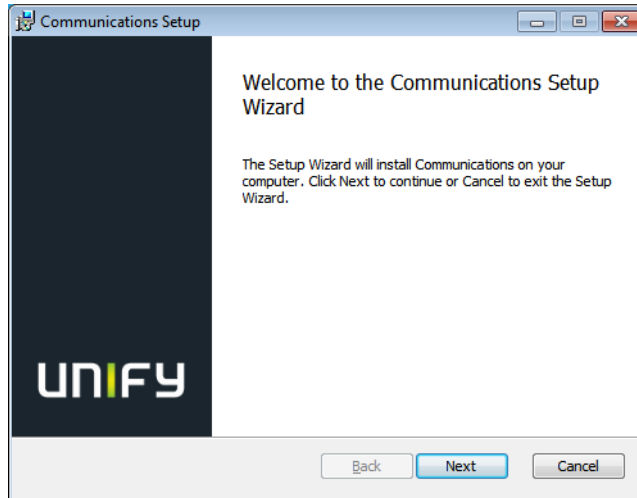 Communications Setup
Welcome to the Communications Setup
Wizard
The Setup Wizard will install Communications on your
computer. Click Next to continue or Cancel to exit the Setup
Wizard.
UNIFY
Back Next Cancel